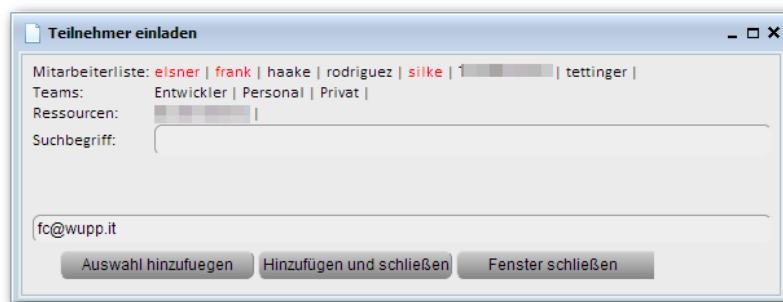 Teilnehmer einladen
Mitarbeiterliste: elsner | frank | haake | rodriguez | silke | | tettinger |
Teams: Entwickler | Personal | Privat |
Ressourcen: |
Suchbegriff:
fc@wupp.it
Auswahl hinzufuegen Hinzufügen und schließen Fenster schließen